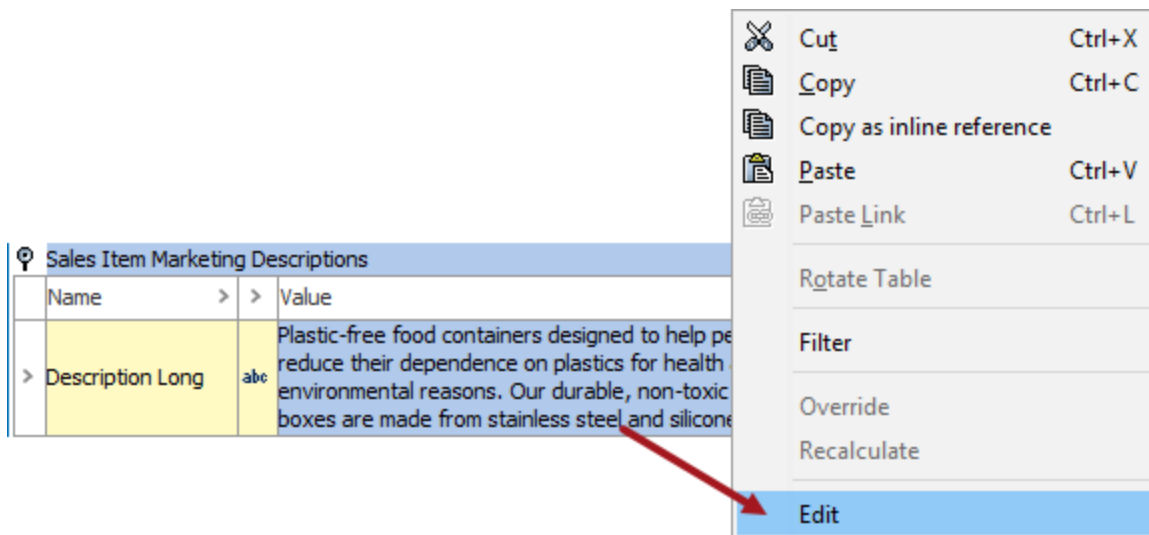 Cut Ctrl+X
Copy Ctrl+C
Copy as inline reference
Paste Ctrl+V
Paste Link Ctrl+L
Rotate Table
Filter
Override
Recalculate
Edit
Sales Item Marketing Descriptions
Name > > Value
> Description Long abc
Plastic-free food containers designed to help
reduce their dependence on plastics for health
environmental reasons. Our durable, non-toxic
boxes are made from stainless steel and silicone